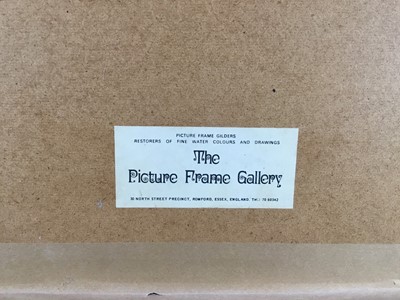 PICTURE FRAME GILDERS
RESTORERS OF FINE WATER COLOURS AND DRAWINGS
The
Picture Frame Gallery
NORTH STREET PRECINCT, ROMFORD, ESSEX, ENGLAND. TEL: